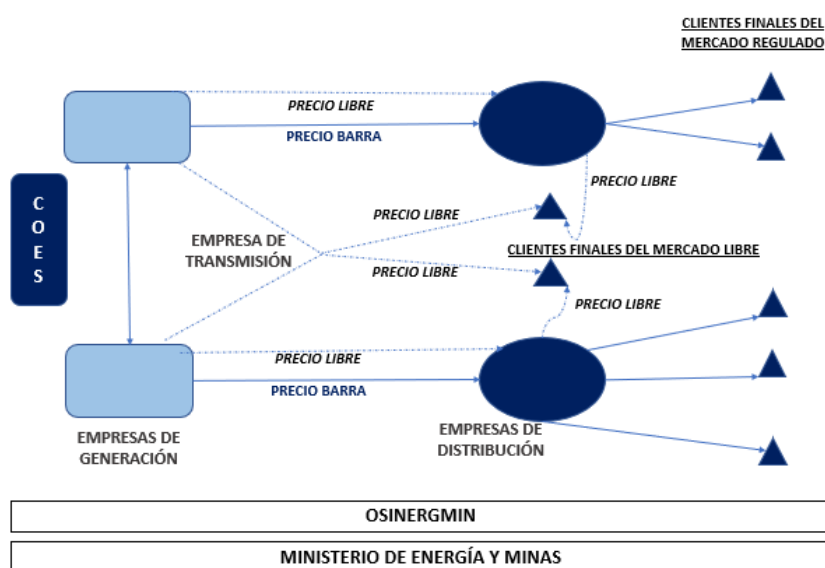 CLIENTES FINALES DEL
MERCADO REGULADO
PRECIO LIBRE
PRECIO BARRA
COES
PRECIO LIBRE
PRECIO LIBRE
EMPRESA DE
TRANSMISIÓN
CLIENTES FINALES DEL MERCADO LIBRE
PRECIO LIBRE
PRECIO LIBRE
PRECIO LIBRE
PRECIO BARRA
EMPRESAS DE
GENERACIÓN
EMPRESAS DE
DISTRIBUCIÓN
OSINERGMIN
MINISTERIO DE ENERGÍA Y MINAS